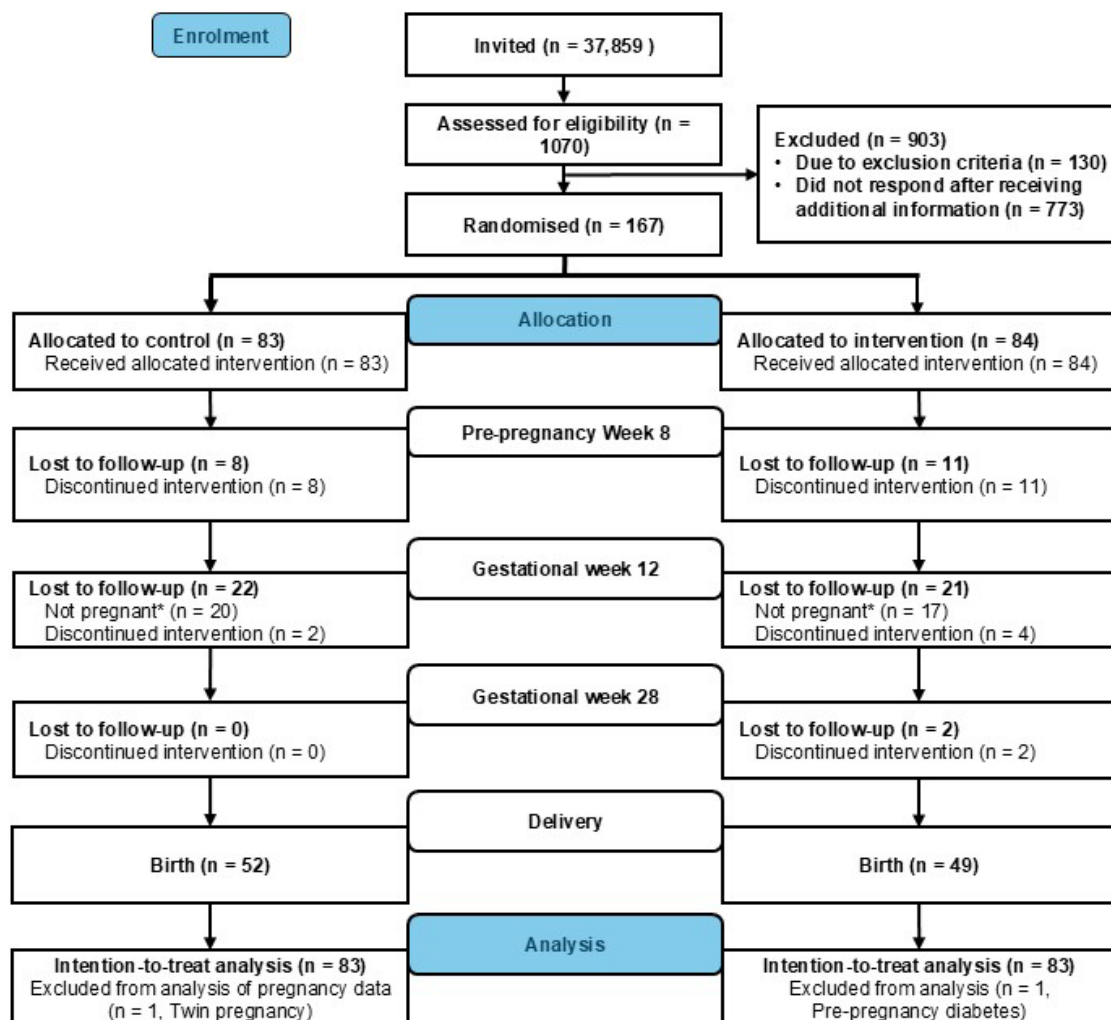 Enrolment
Invited (n = 37,859 )
Assessed for eligibility (n =
1070)
Excluded (n = 903)
• Due to exclusion criteria (n = 130)
• Did not respond after receiving
additional information (n = 773)
Randomised (n = 167)
Allocation
Allocated to control (n = 83)
Received allocated intervention (n = 83)
Allocated to intervention (n = 84)
Received allocated intervention (n = 84)
Pre-pregnancy Week 8
Lost to follow-up (n = 8)
Discontinued intervention (n = 8)
Lost to follow-up (n = 11)
Discontinued intervention (n = 11)
Gestational week 12
Lost to follow-up (n = 22)
Not pregnant* (n = 20)
Discontinued intervention (n = 2)
Lost to follow-up (n = 21)
Not pregnant* (n = 17)
Discontinued intervention (n = 4)
Gestational week 28
Lost to follow-up (n = 0)
Discontinued intervention (n = 0)
Lost to follow-up (n = 2)
Discontinued intervention (n = 2)
Delivery
Birth (n = 52)
Birth (n = 49)
Analysis
Intention-to-treat analysis (n = 83)
Excluded from analysis of pregnancy data
(n = 1, Twin pregnancy)
Intention-to-treat analysis (n = 83)
Excluded from analysis (n = 1,
Pre-pregnancy diabetes)